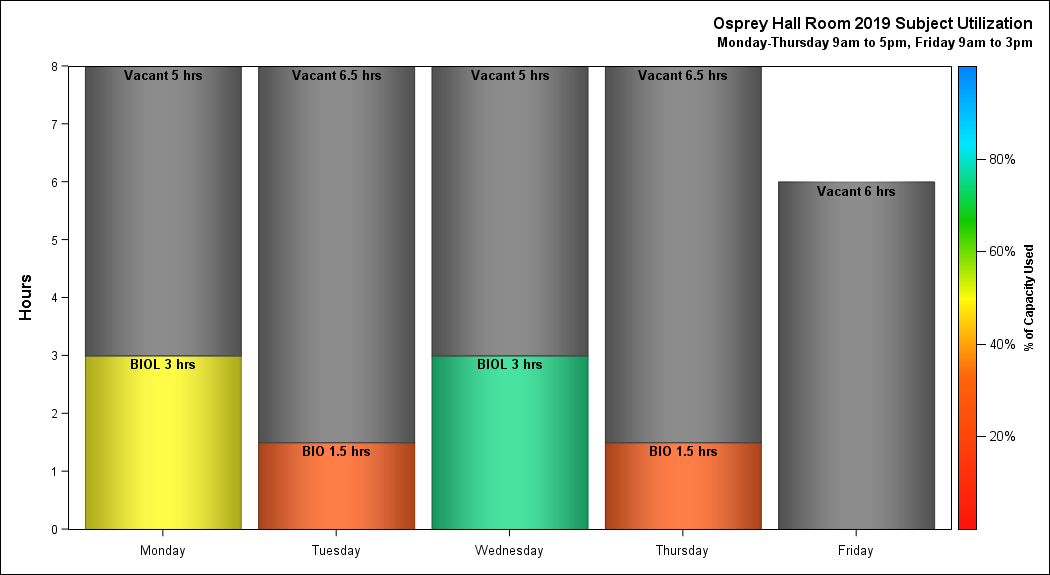 Osprey Hall Room 2019 Subject Utilization
Monday-Thursday 9am to 5pm, Friday 9am to 3pm
Hours
8
7
6
5
4
3
2
1
0
Vacant 5 hrs
BIOL 3 hrs
Vacant 6.5 hrs
BIO 1.5 hrs
Vacant 5 hrs
BIOL 3 hrs
Vacant 6.5 hrs
BIO 1.5 hrs
Vacant 6 hrs
Monday
Tuesday
Wednesday
Thursday
Friday
80%
60%
40%
20%
% of Capacity Used